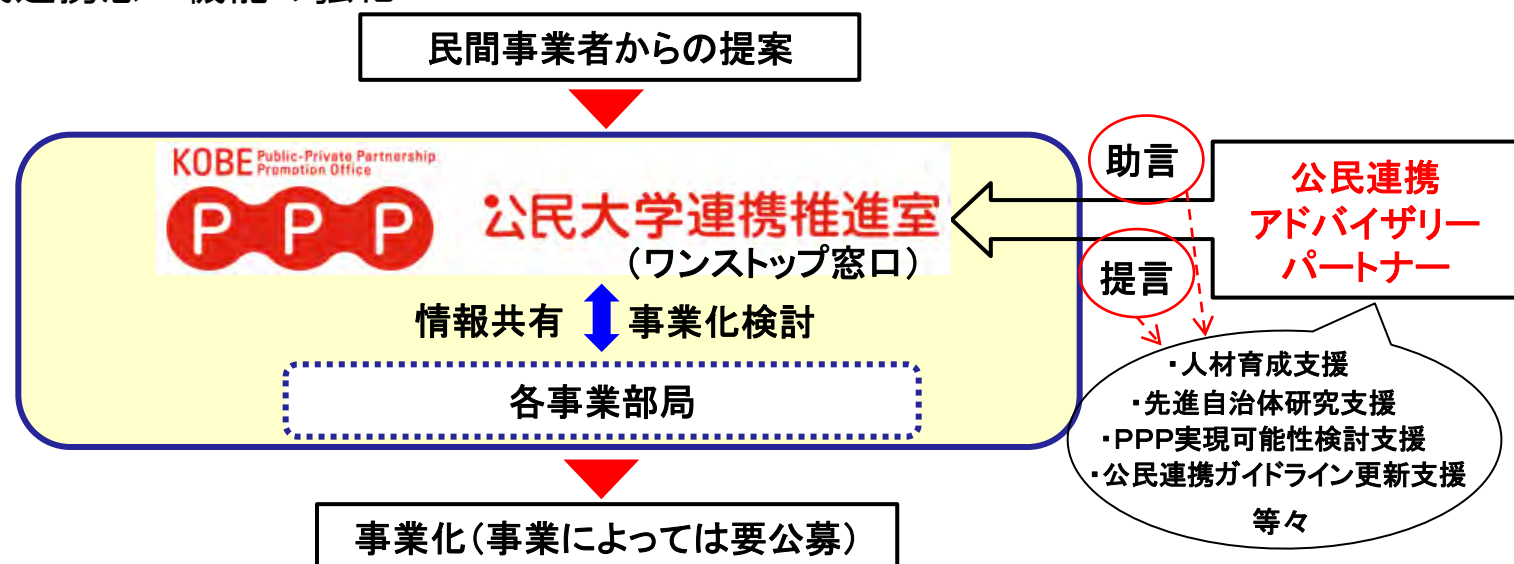 民間事業者からの提案
KOBE Public-Private Partnership
Promotion Office
PPP
公民大学連携推進室
（ワンストップ窓口）
情報共有 事業化検討
各事業部局
事業化（事業によっては要公募）
助言
提言
公民連携
アドバイザリー
パートナー
・人材育成支援
・先進自治体研究支援
・PPP実現可能性検討支援
・公民連携ガイドライン更新支援
等々